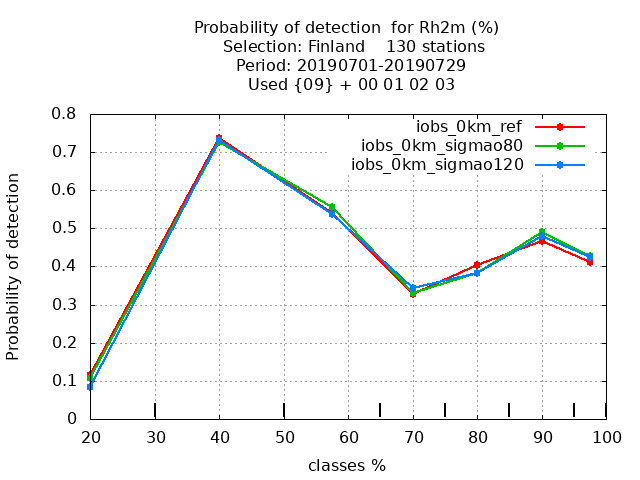 Probability of detection  for Rh2m (%)
Selection: Finland    130 stations
Period: 20190701-20190729
Used {09} + 00 01 02 03
iobs_0km_ref
iobs_0km_sigmao80
iobs_0km_sigmao120
Probability of detection
0.8
0.7
0.6
0.5
0.4
0.3
0.2
0.1
0
20 30 40 50 60 70 80 90 100
classes %